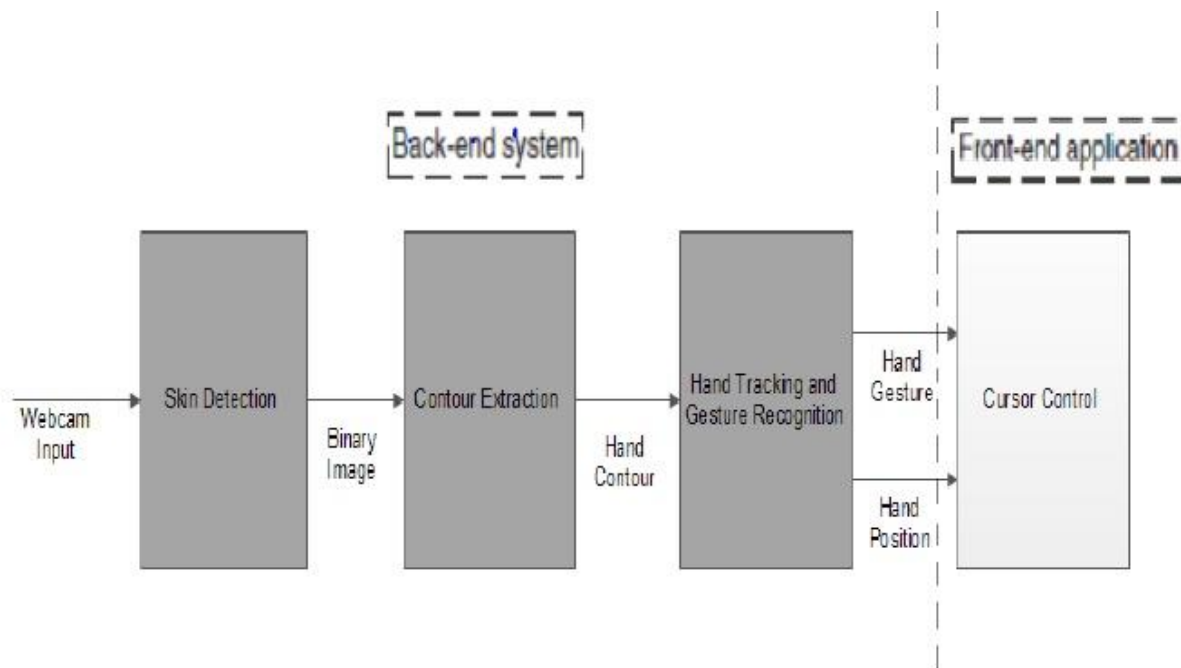 Back-end system
Front-end application
Webcam
Input
Skin Detection
Binary
Image
Contour Extraction
Hand
Contour
Hand Tracking and
Gesture Recognition
Hand
Gesture
Hand
Position
Cursor Control